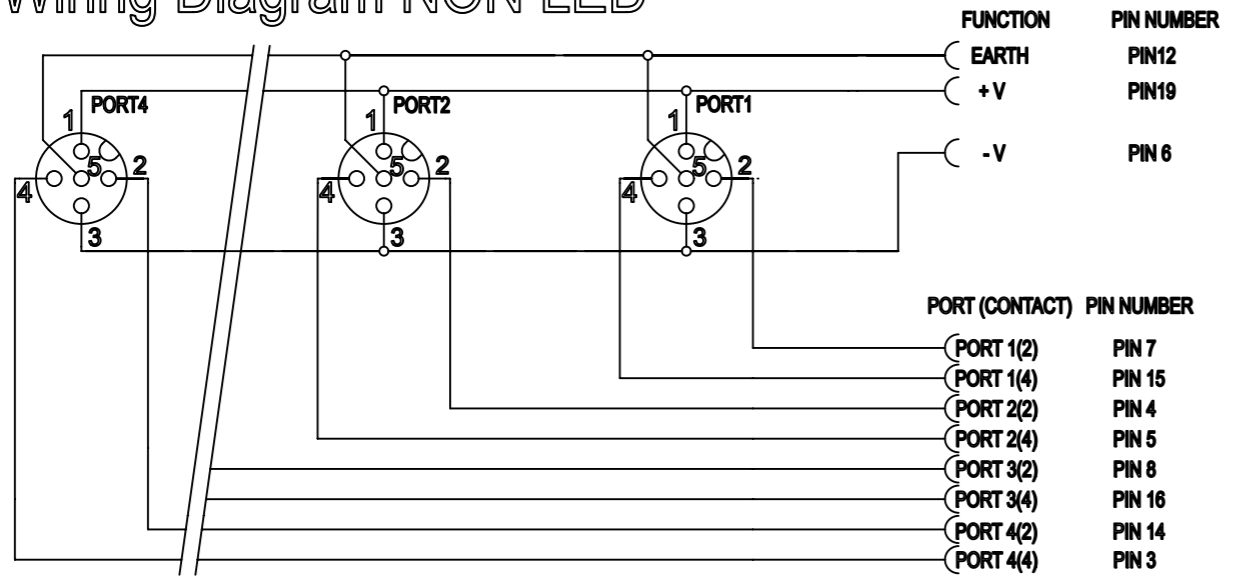 Wiring Diagram NON LED
FUNCTION PIN NUMBER
EARTH PIN12
+V PIN19
-V PIN 6
PORT4 PORT2 PORT1
1 1 1
5 2 5 2 5 2
4 4 4
3 3 3
PORT (CONTACT) PIN NUMBER
PORT 1(2) PIN 7
PORT 1(4) PIN 15
PORT 2(2) PIN 4
PORT 2(4) PIN 5
PORT 3(2) PIN 8
PORT 3(4) PIN 16
PORT 4(2) PIN 14
PORT 4(4) PIN 3